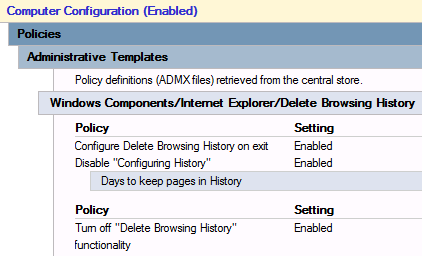 Computer Configuration (Enabled)
Policies
Administrative Templates
Policy definitions (ADMX files) retrieved from the central store.
Windows Components/Internet Explorer/Delete Browsing History
Policy Setting
Configure Delete Browsing History on exit Enabled
Disable "Configuring History" Enabled
Days to keep pages in History
Policy Setting
Turn off "Delete Browsing History" Enabled
functionality